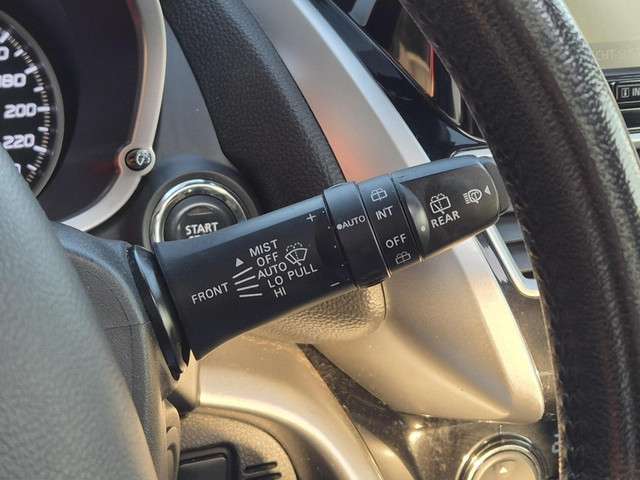 180
200
220
START
FRONT
MIST
OFF
AUTO
LO PULL
HI
+
-
AUTO
INT
OFF
REAR